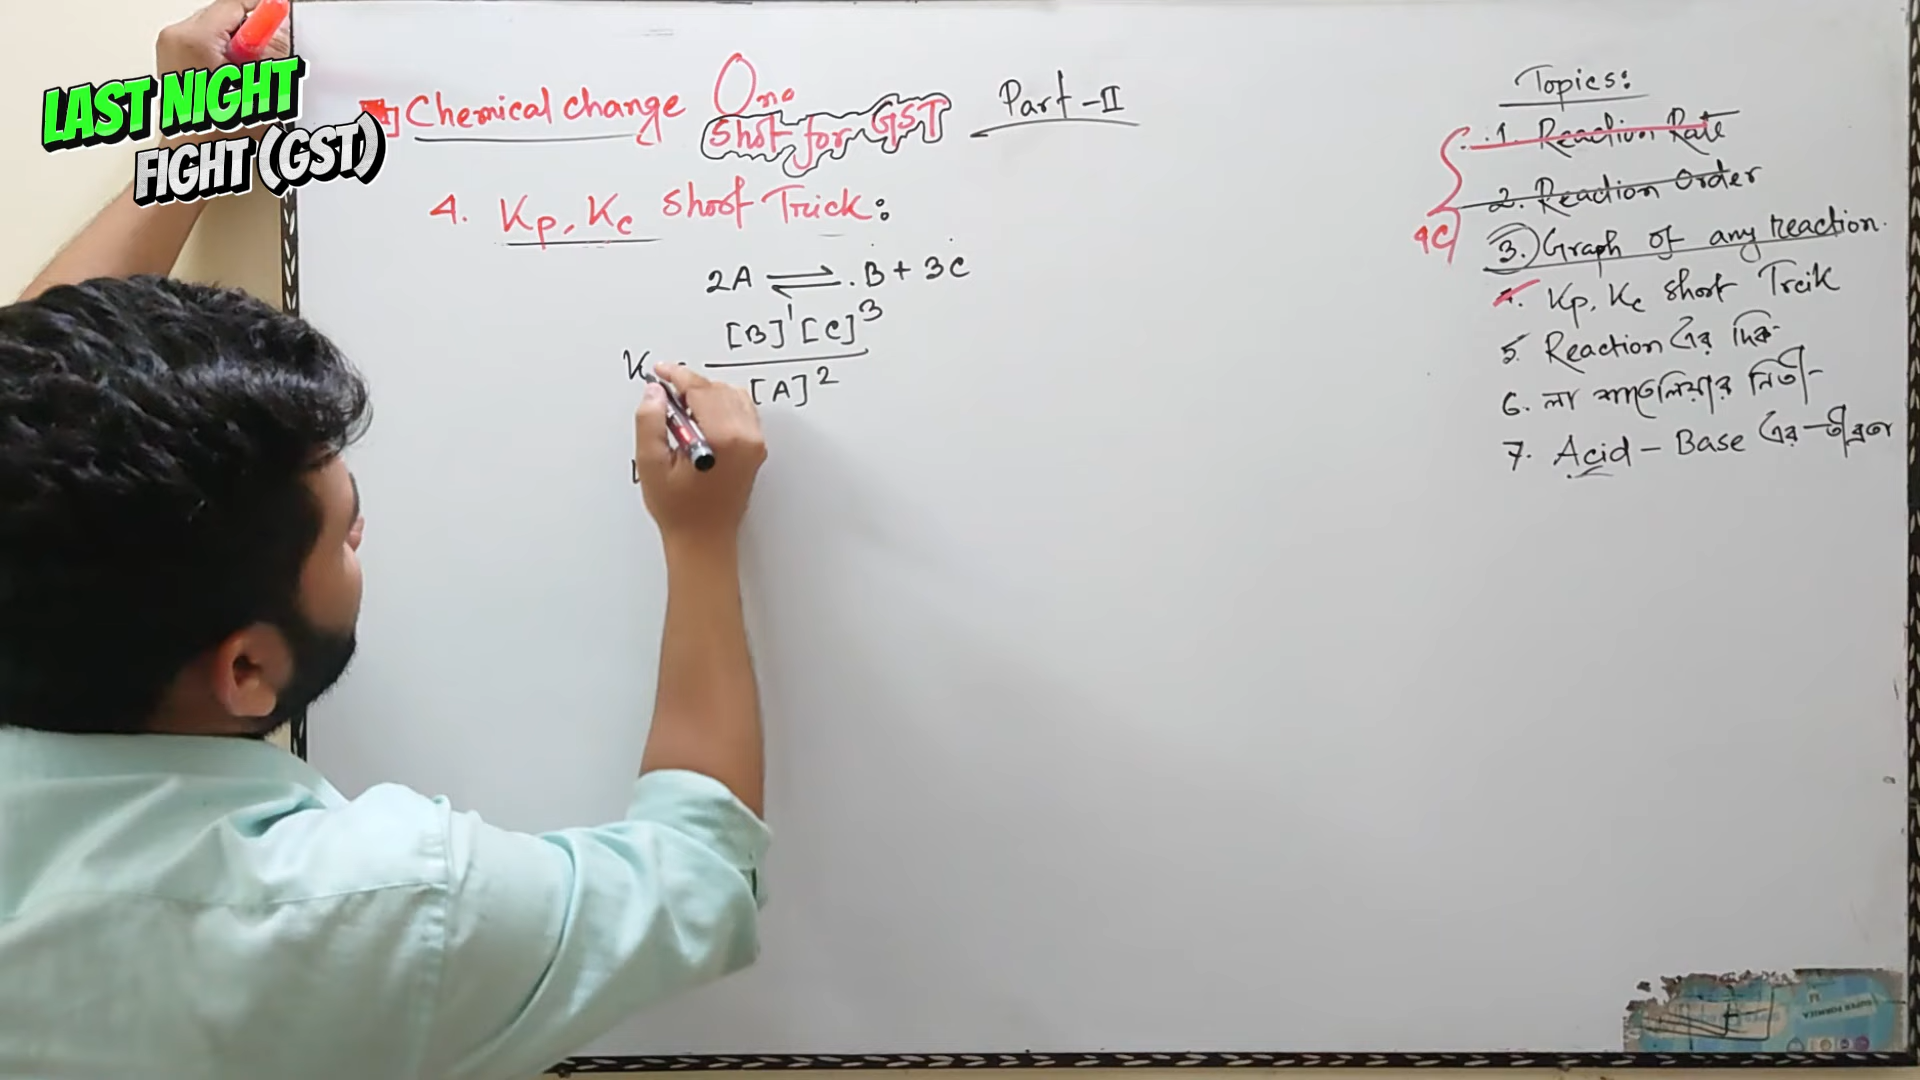 LAST NIGHT
FIGHT (GST)
Chemical change One
Shot for GST Part-II
4. Kp, Kc Short Trick:
2A ⇌ B + 3C
[B]¹[C]³
K
[A]²
Topics:
1. Reaction Rate
2. Reaction Order
3. Graph of any reaction.
4. Kp, Kc Short Trcik
5. Reaction এর দিক
6. লা শাতেলিয়ার নিতী
7. Acid - Base এর তীব্রতা